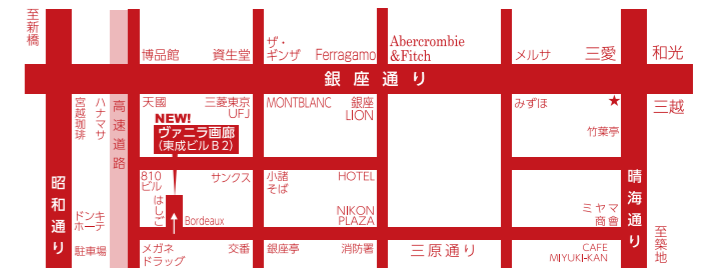 至新橋
博品館
資生堂
ザ・
ギンザ
Ferragamo
Abercrombie
&Fitch
メルサ
三愛
和光
銀座通り
宮越珈琲
ハナマサ
高速道路
天國
三菱東京
UFJ
MONTBLANC
銀座
LION
みずほ
★
三越
竹葉亭
NEW!
ヴァニラ画廊
(東成ビルB2)
昭和通り
810
ビル
サンクス
小諸
そば
HOTEL
晴海通り
はしご
Bordeaux
NIKON
PLAZA
ミヤマ
商會
ドンキ
ホーテ
駐車場
メガネ
ドラッグ
交番
銀座亭
消防署
三原通り
CAFE
MIYUKI-KAN
至築地